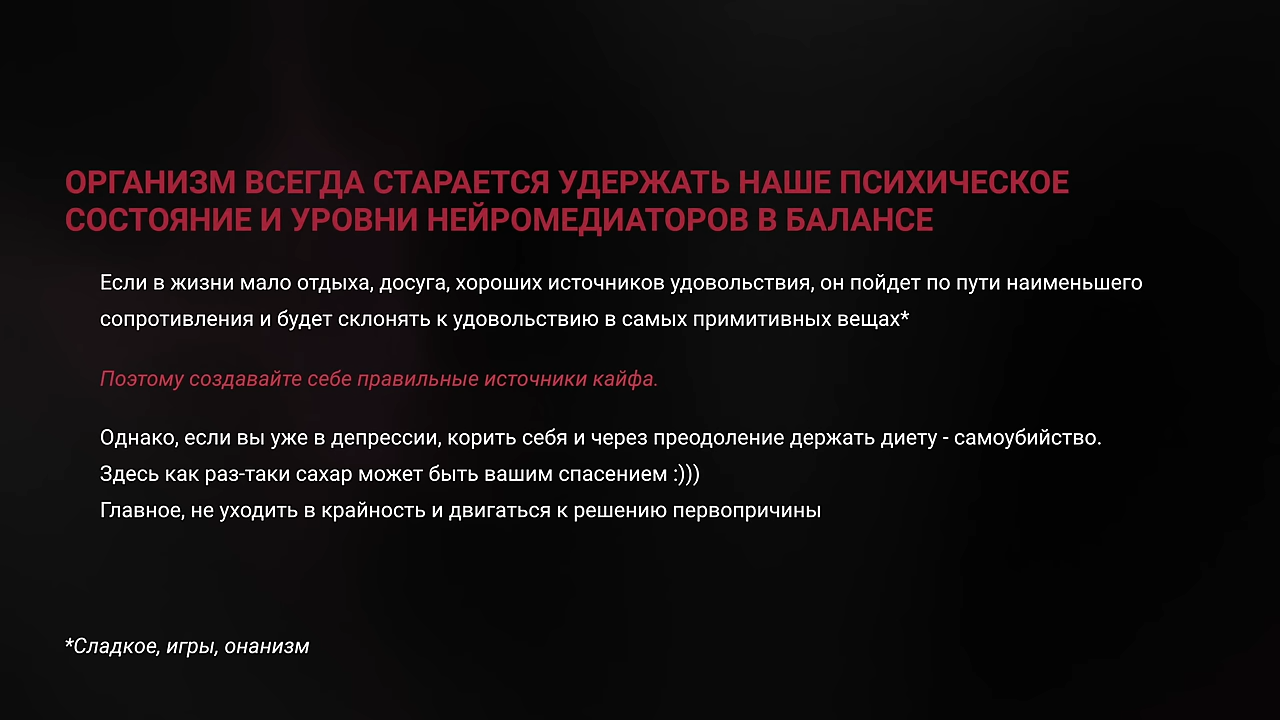 ОРГАНИЗМ ВСЕГДА СТАРАЕТСЯ УДЕРЖАТЬ НАШЕ ПСИХИЧЕСКОЕ
СОСТОЯНИЕ И УРОВНИ НЕЙРОМЕДИАТОРОВ В БАЛАНСЕ
Если в жизни мало отдыха, досуга, хороших источников удовольствия, он пойдет по пути наименьшего
сопротивления и будет склонять к удовольствию в самых примитивных вещах*
Поэтому создавайте себе правильные источники кайфа.
Однако, если вы уже в депрессии, корить себя и через преодоление держать диету - самоубийство.
Здесь как раз-таки сахар может быть вашим спасением :)))
Главное, не уходить в крайность и двигаться к решению первопричины
*Сладкое, игры, онанизм